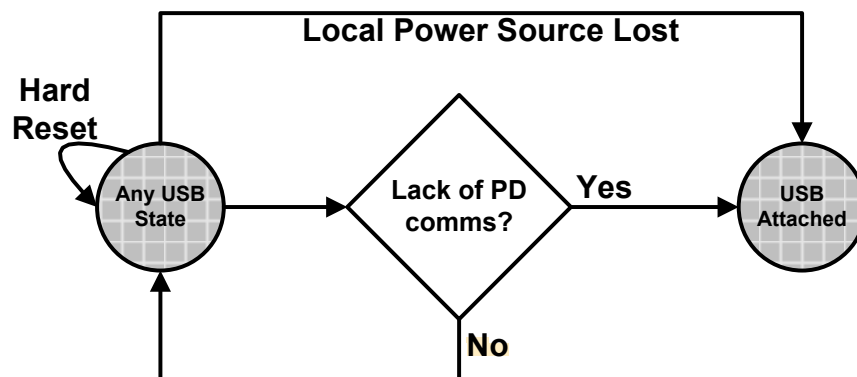 Local Power Source Lost
Hard
Reset
Any USB
State
Lack of PD
comms?
Yes
USB
Attached
No